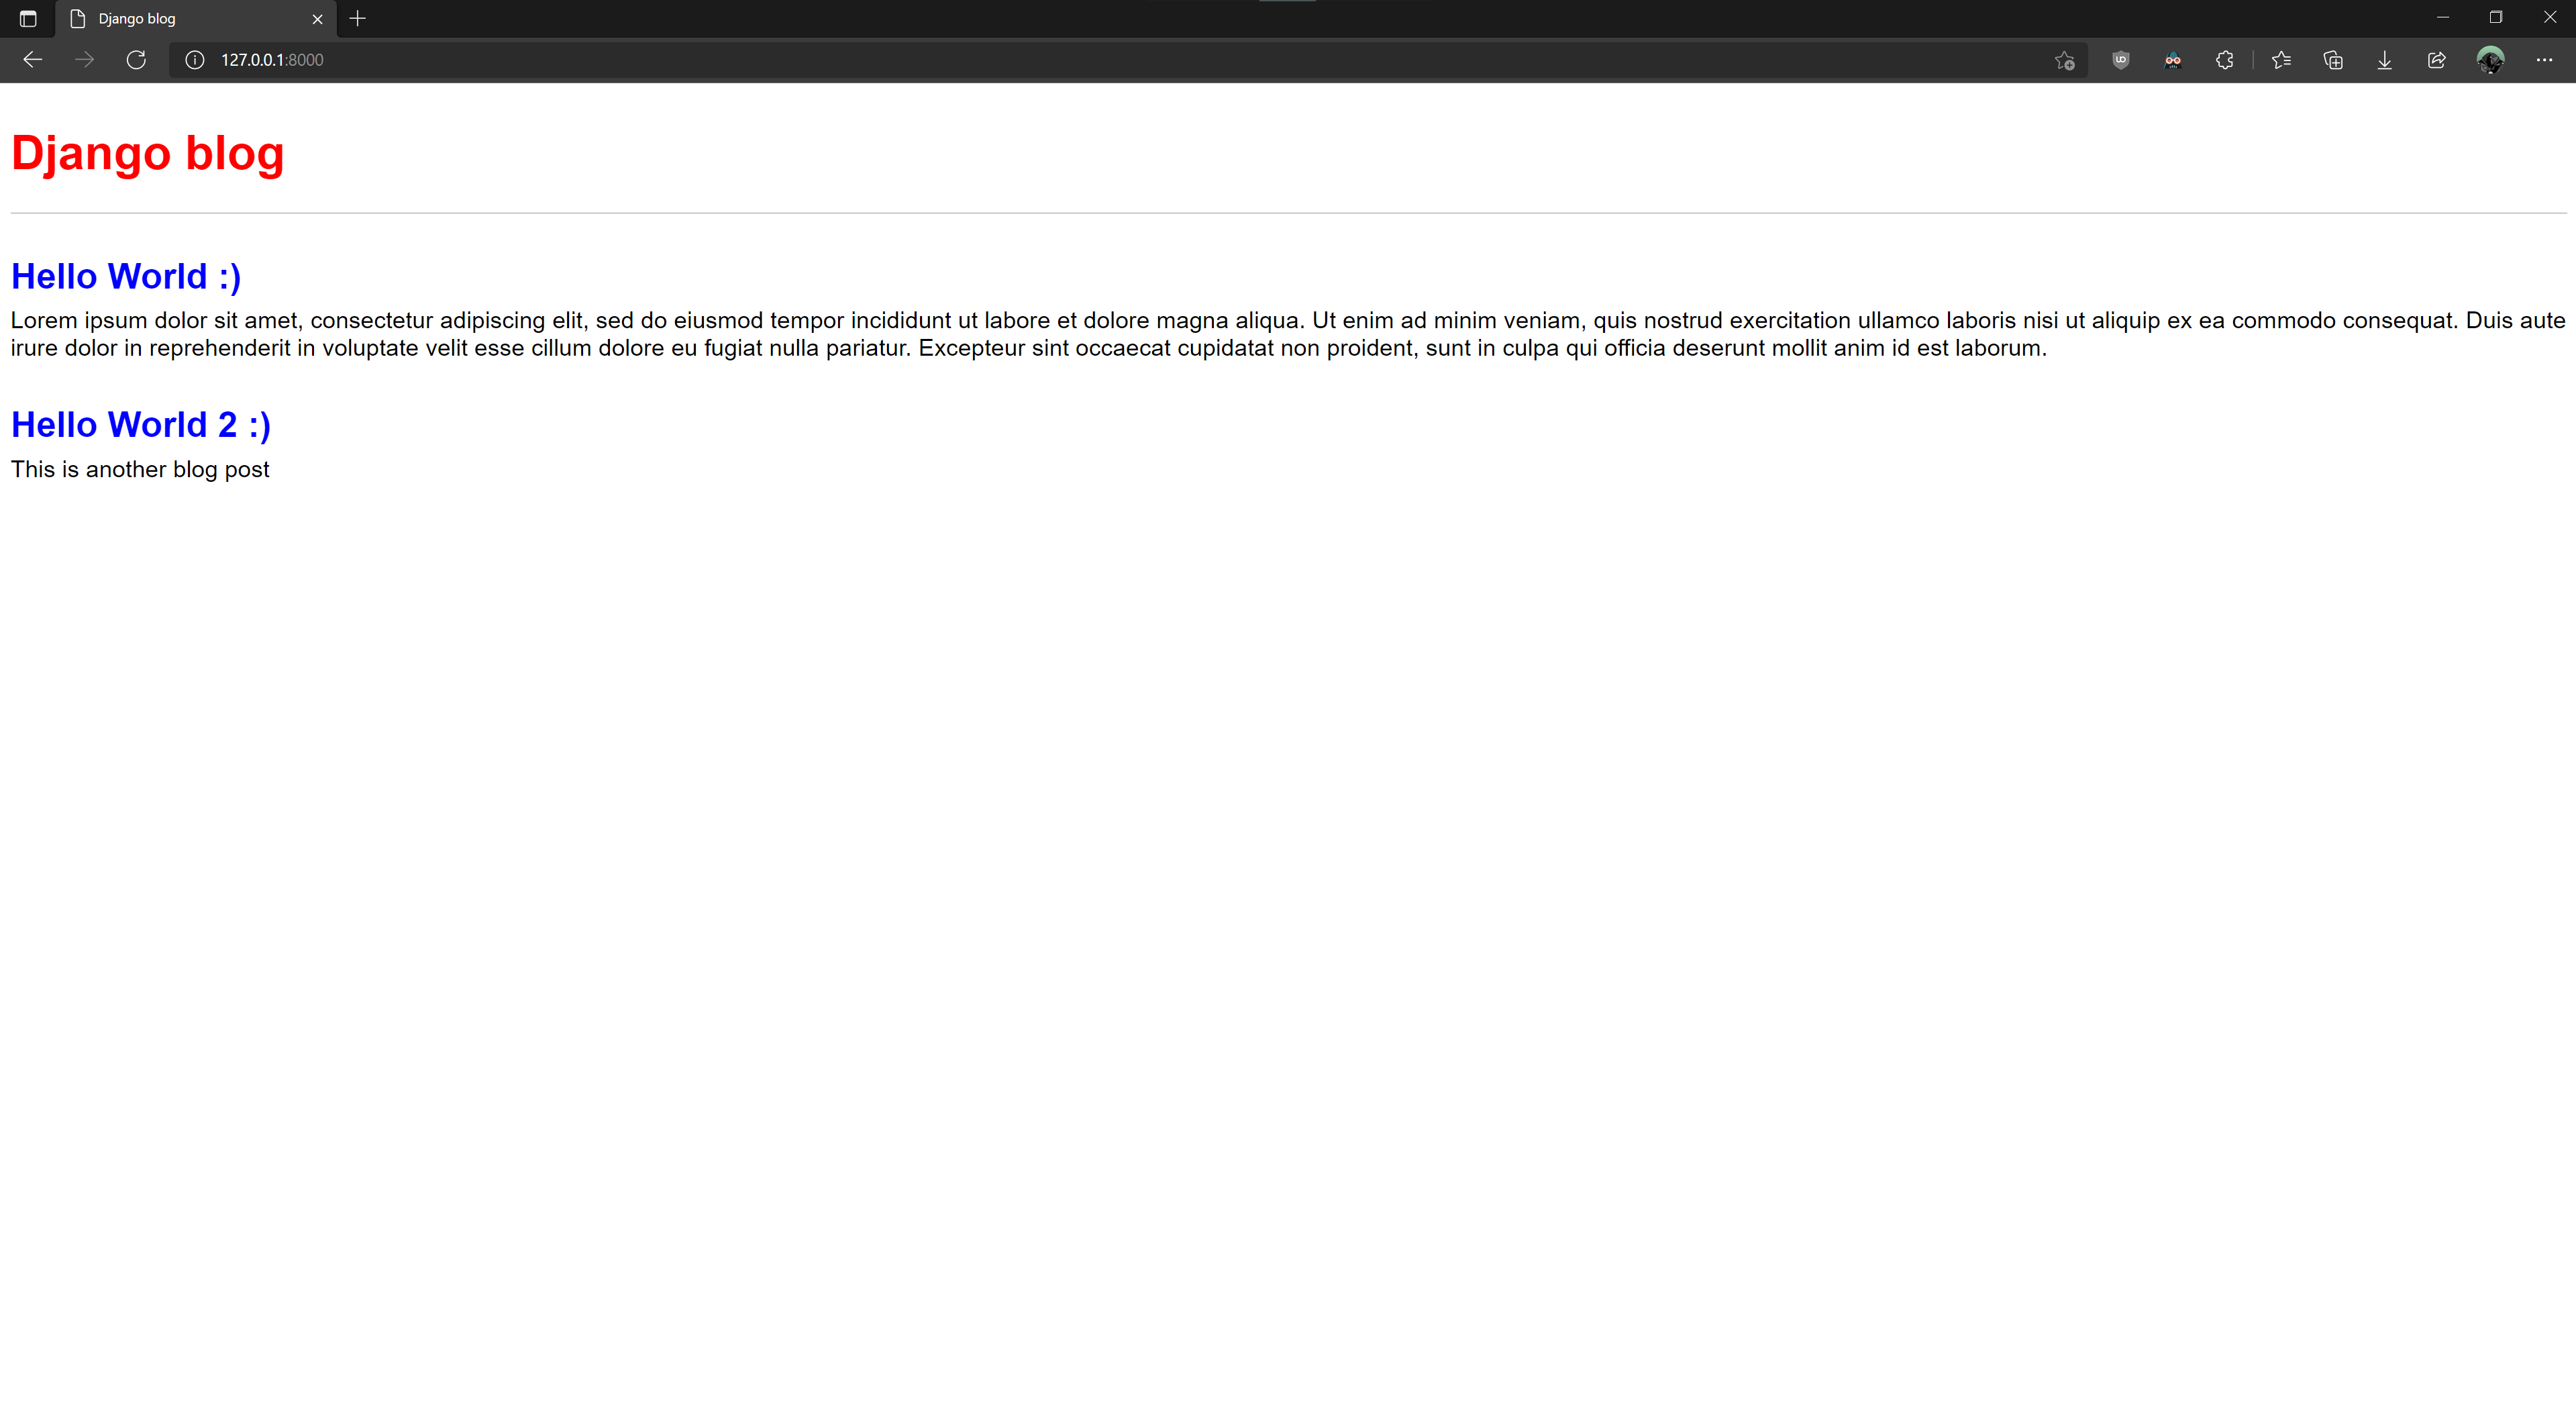 Django blog
127.0.0.1:8000
Django blog
Hello World :)
Lorem ipsum dolor sit amet, consectetur adipiscing elit, sed do eiusmod tempor incididunt ut labore et dolore magna aliqua. Ut enim ad minim veniam, quis nostrud exercitation ullamco laboris nisi ut aliquip ex ea commodo consequat. Duis aute
irure dolor in reprehenderit in voluptate velit esse cillum dolore eu fugiat nulla pariatur. Excepteur sint occaecat cupidatat non proident, sunt in culpa qui officia deserunt mollit anim id est laborum.
Hello World 2 :)
This is another blog post